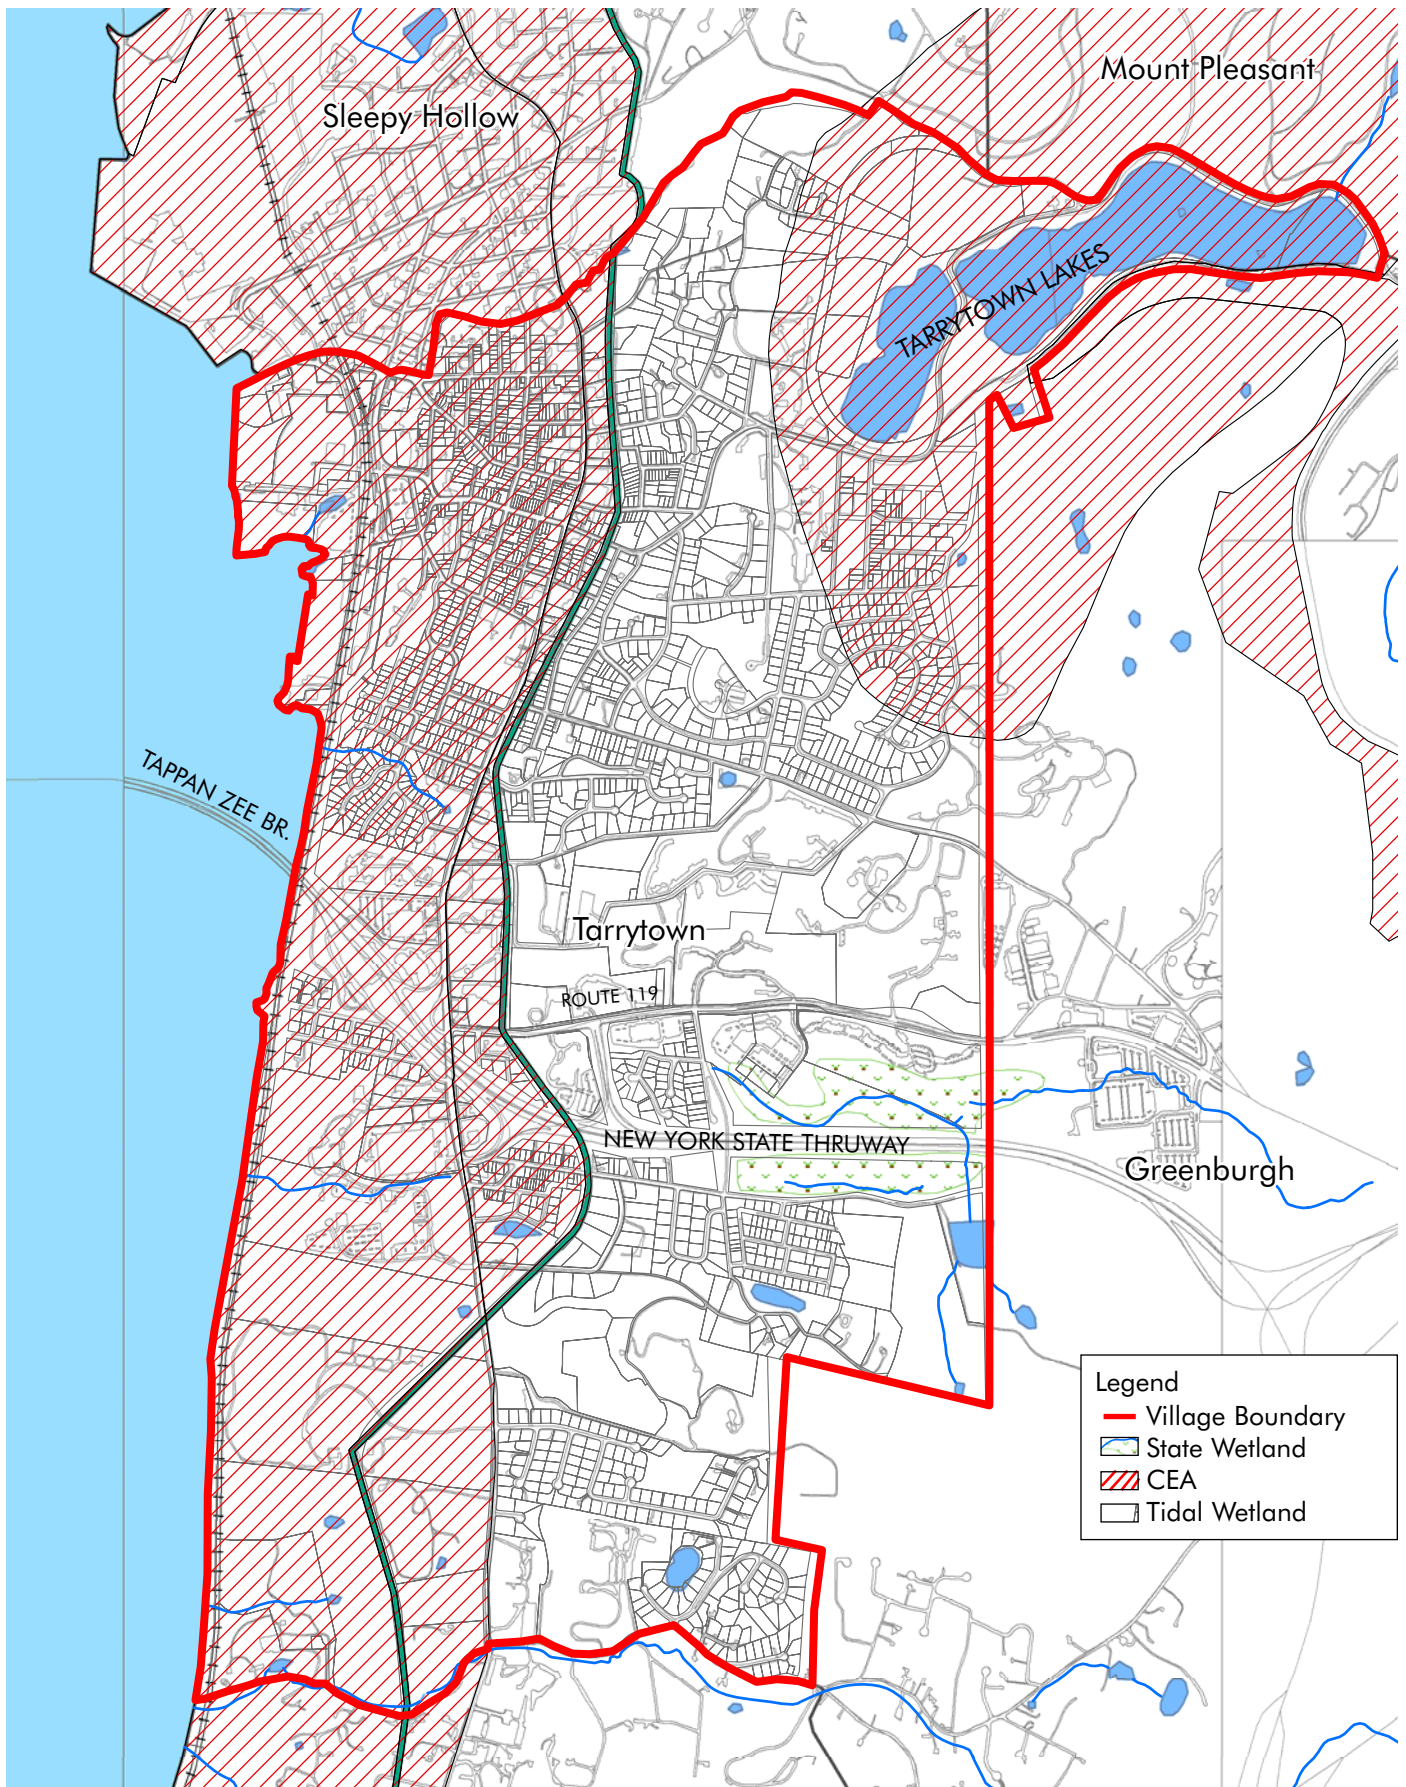 Mount Pleasant
Sleepy Hollow
TARRYTOWN LAKES
TAPPAN ZEE BR.
Tarrytown
ROUTE 119
NEW YORK STATE THRUWAY
Greenburgh
Legend
Village Boundary
State Wetland
CEA
Tidal Wetland